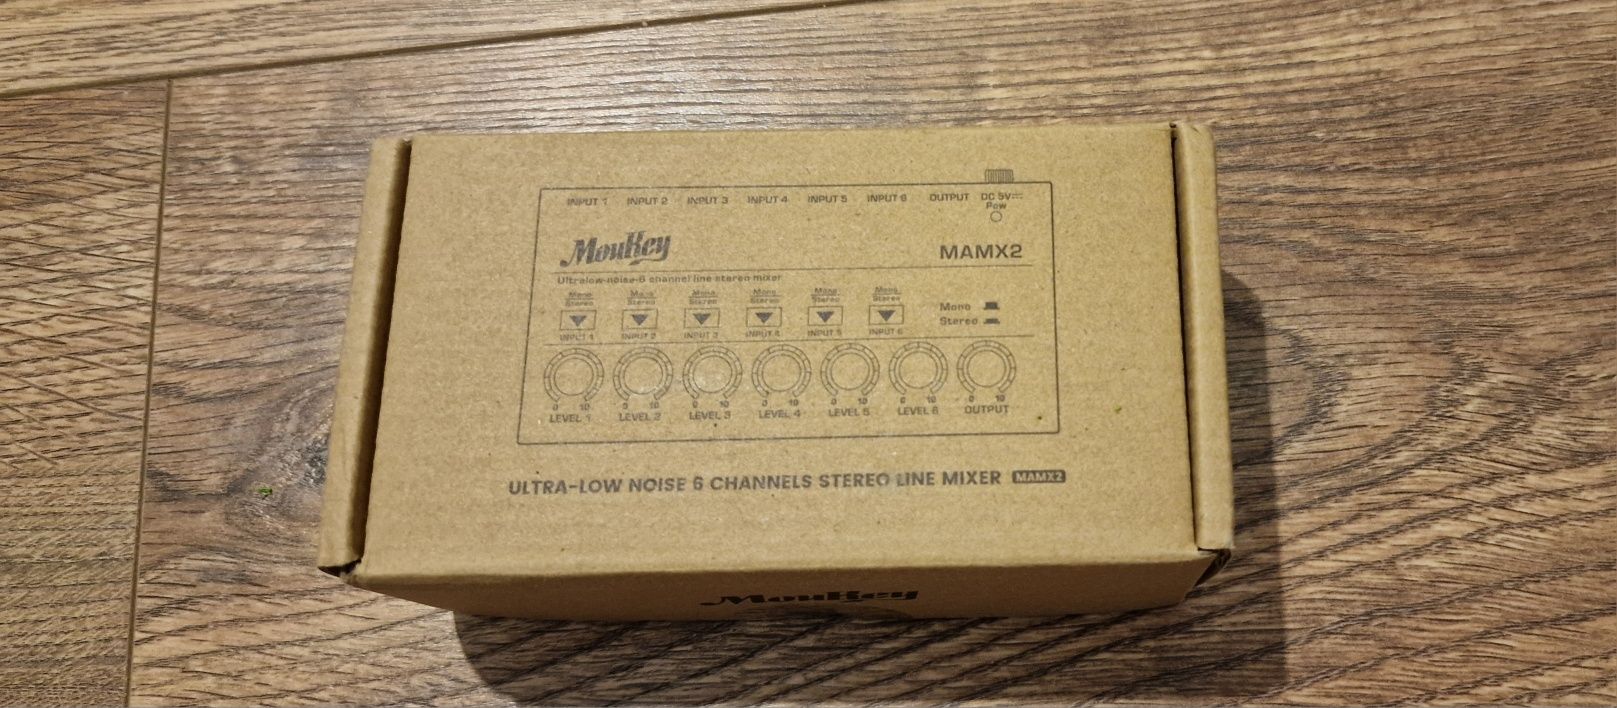 INPUT 1 INPUT 2 INPUT 3 INPUT 4 INPUT 5 INPUT 6 OUTPUT DC 5V
Pow
MouKey MAMX2
Ultralow-noise-6 channel line stereo mixer
Mono Mono Mono Mono Mono Mono
Stereo Stereo Stereo Stereo Stereo Stereo
Mono
Stereo
INPUT 1 INPUT 2 INPUT 3 INPUT 4 INPUT 5 INPUT 6
0 10 0 10 0 10 0 10 0 10 0 10 0 10
LEVEL 1 LEVEL 2 LEVEL 3 LEVEL 4 LEVEL 5 LEVEL 6 OUTPUT
ULTRA-LOW NOISE 6 CHANNELS STEREO LINE MIXER MAMX2
MouKey